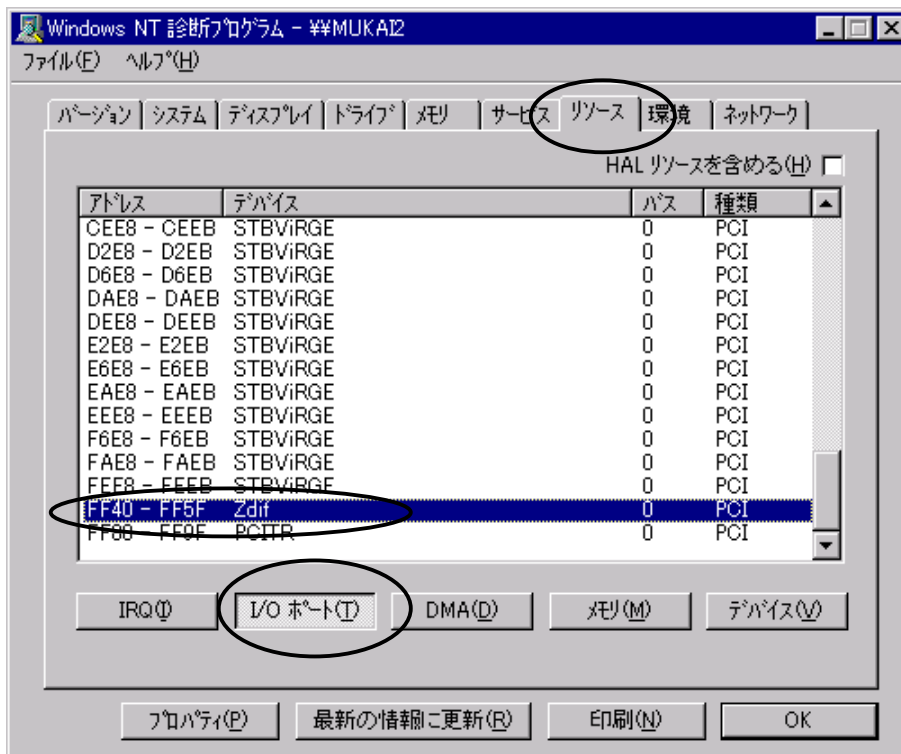 Windows NT 診断ﾌﾟﾛｸﾞﾗﾑ - ¥¥MUKAI2
ﾌｧｲﾙ(F) ﾍﾙﾌﾟ(H)
ﾊﾞｰｼﾞｮﾝ ｼｽﾃﾑ ﾃﾞｨｽﾌﾟﾚｲ ﾄﾞﾗｲﾌﾞ ﾒﾓﾘ ｻｰﾋﾞｽ ﾘｿｰｽ 環境 ﾈｯﾄﾜｰｸ
HAL ﾘｿｰｽを含める(H)
ｱﾄﾞﾚｽ ﾃﾞﾊﾞｲｽ ﾊﾞｽ 種類
CEE8 - CEEB STBViRGE 0 PCI
D2E8 - D2EB STBViRGE 0 PCI
D6E8 - D6EB STBViRGE 0 PCI
DAE8 - DAEB STBViRGE 0 PCI
DEE8 - DEEB STBViRGE 0 PCI
E2E8 - E2EB STBViRGE 0 PCI
E6E8 - E6EB STBViRGE 0 PCI
EAE8 - EAEB STBViRGE 0 PCI
EEE8 - EEEB STBViRGE 0 PCI
F6E8 - F6EB STBViRGE 0 PCI
FAE8 - FAEB STBViRGE 0 PCI
FEE8 - FEEB STBViRGE 0 PCI
FF40 - FF5F Zdif 0 PCI
FF80 - FF9F PCITR 0 PCI
IRQ(I) I/O ﾎﾟｰﾄ(T) DMA(D) ﾒﾓﾘ(M) ﾃﾞﾊﾞｲｽ(V)
ﾌﾟﾛﾊﾟﾃｨ(P) 最新の情報に更新(R) 印刷(N) OK